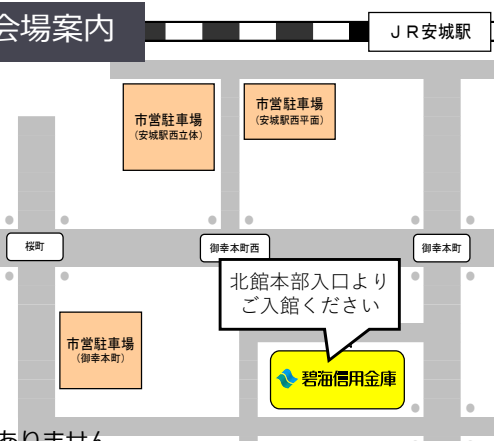 会場案内
ＪＲ安城駅
市営駐車場
(安城駅西立体)
市営駐車場
(安城駅西平面)
桜町
御幸本町西
御幸本町
北館本部入口より
ご入館ください
市営駐車場
(御幸本町)
碧海信用金庫
ありません